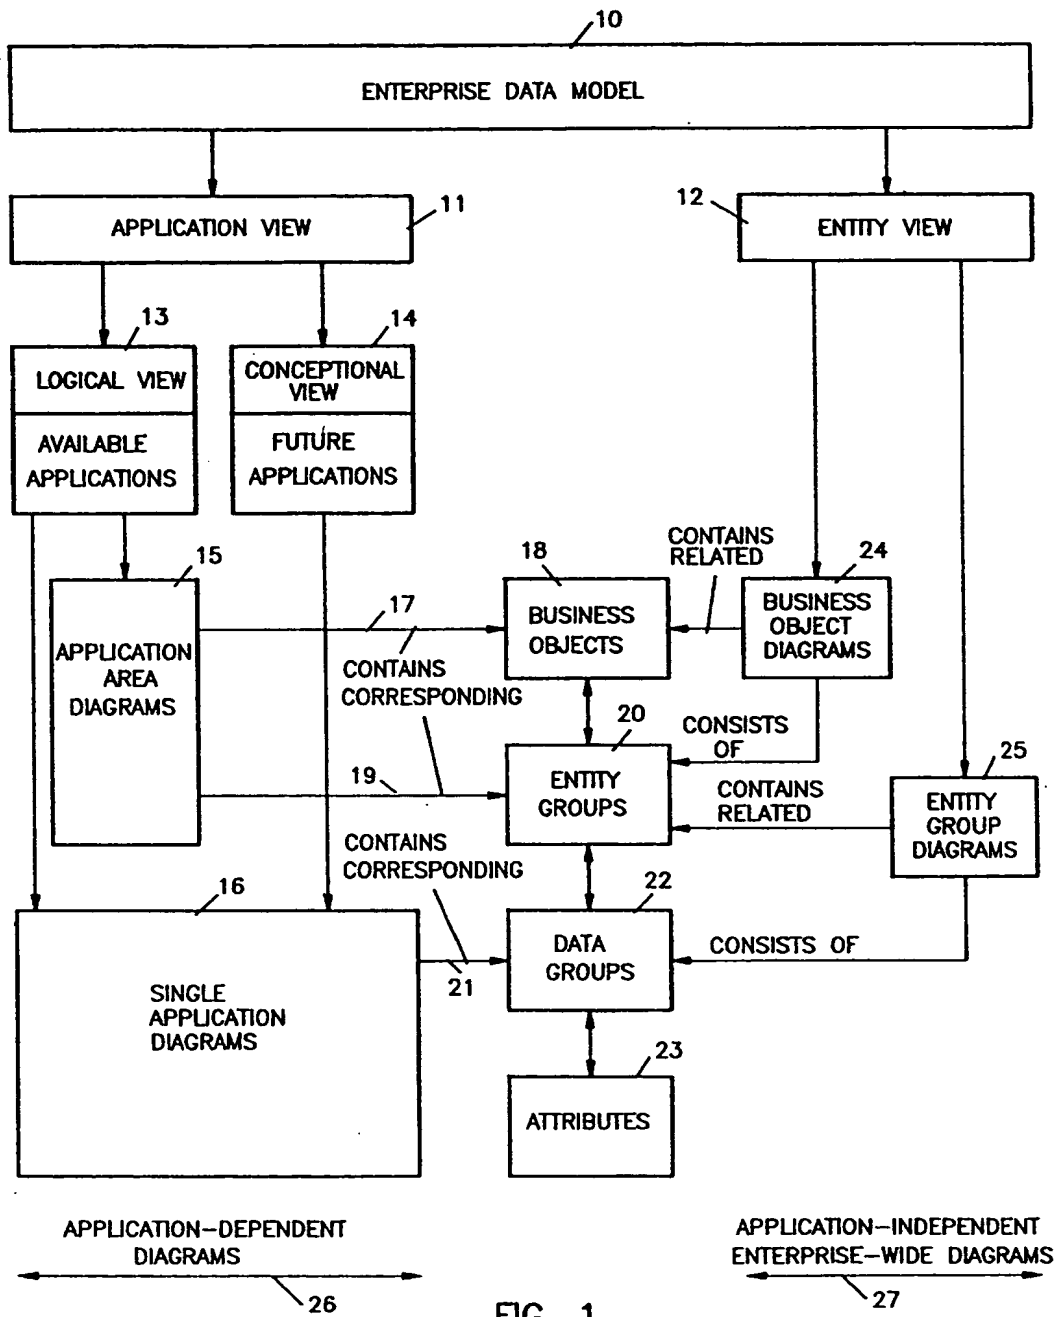 10
ENTERPRISE DATA MODEL
11
12
APPLICATION VIEW
ENTITY VIEW
13
14
LOGICAL VIEW
CONCEPTIONAL
VIEW
AVAILABLE
APPLICATIONS
FUTURE
APPLICATIONS
15
17
18
CONTAINS
RELATED
24
APPLICATION
AREA
DIAGRAMS
BUSINESS
OBJECTS
BUSINESS
OBJECT
DIAGRAMS
CONTAINS
CORRESPONDING
19
20
CONSISTS
OF
25
ENTITY
GROUPS
CONTAINS
RELATED
ENTITY
GROUP
DIAGRAMS
CONTAINS
CORRESPONDING
16
21
22
SINGLE
APPLICATION
DIAGRAMS
DATA
GROUPS
CONSISTS OF
23
ATTRIBUTES
APPLICATION-DEPENDENT
DIAGRAMS
26
APPLICATION-INDEPENDENT
ENTERPRISE-WIDE DIAGRAMS
27
FIG. 1